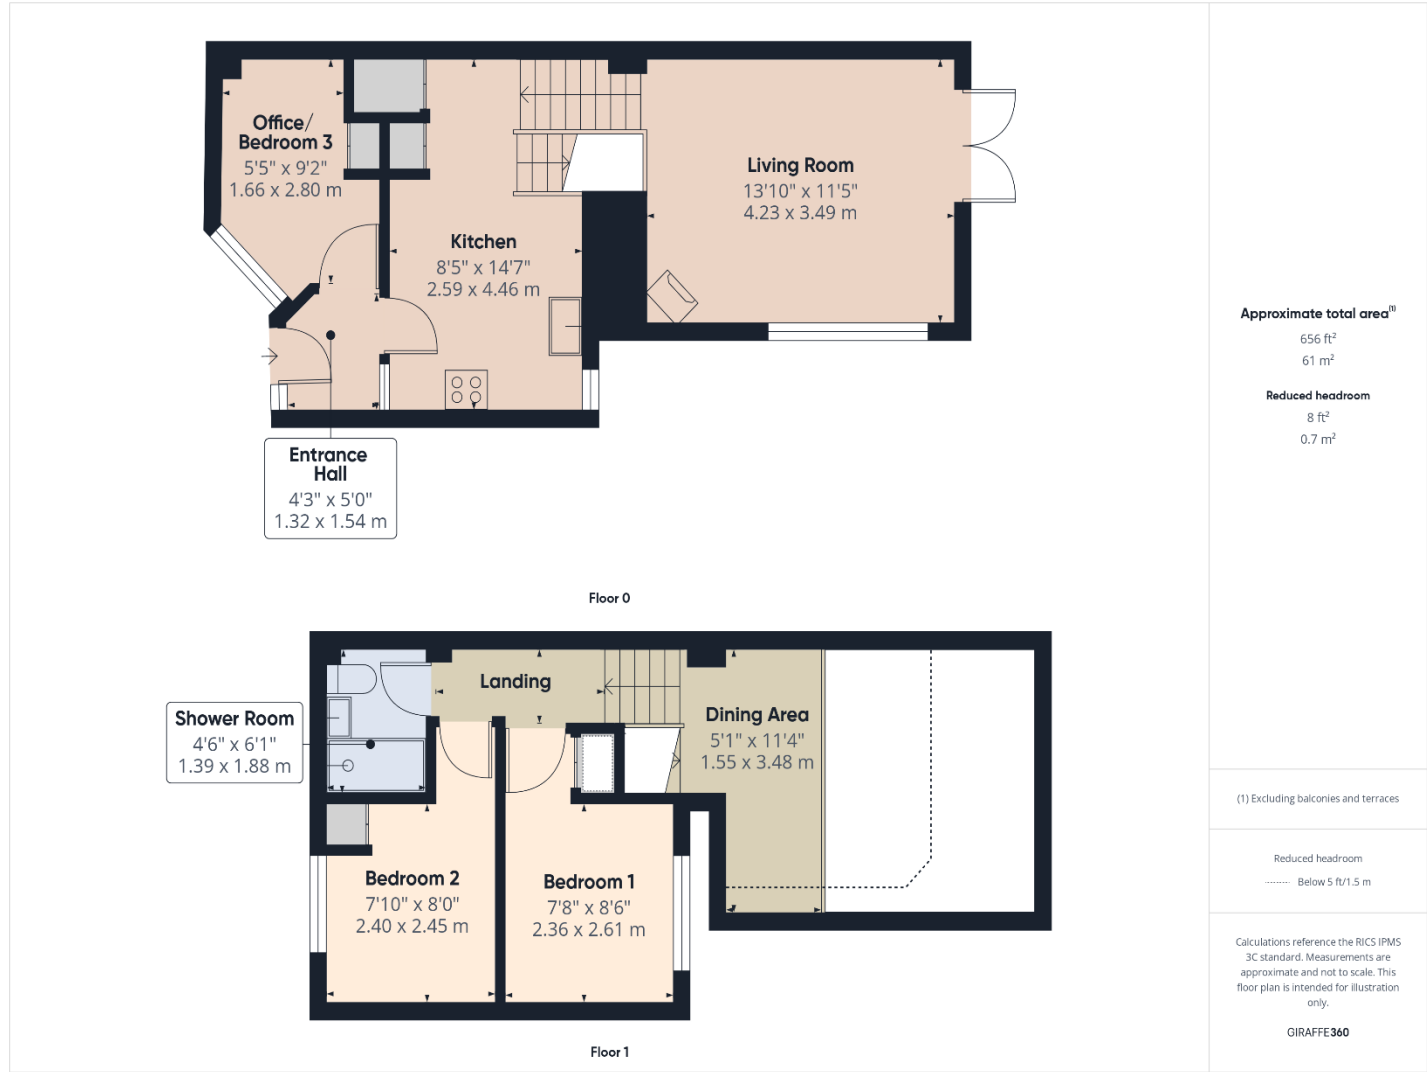 Office/
Bedroom 3
5'5" x 9'2"
1.66 x 2.80 m
Kitchen
8'5" x 14'7"
2.59 x 4.46 m
Living Room
13'10" x 11'5"
4.23 x 3.49 m
Entrance
Hall
4'3" x 5'0"
1.32 x 1.54 m
Floor 0
Landing
Shower Room
4'6" x 6'1"
1.39 x 1.88 m
Dining Area
5'1" x 11'4"
1.55 x 3.48 m
Bedroom 2
7'10" x 8'0"
2.40 x 2.45 m
Bedroom 1
7'8" x 8'6"
2.36 x 2.61 m
Floor 1
Approximate total area⁽¹⁾
656 ft²
61 m²
Reduced headroom
8 ft²
0.7 m²
(1) Excluding balconies and terraces
Reduced headroom
Below 5 ft/1.5 m
Calculations reference the RICS IPMS
3C standard. Measurements are
approximate and not to scale. This
floor plan is intended for illustration
only.
GIRAFFE360